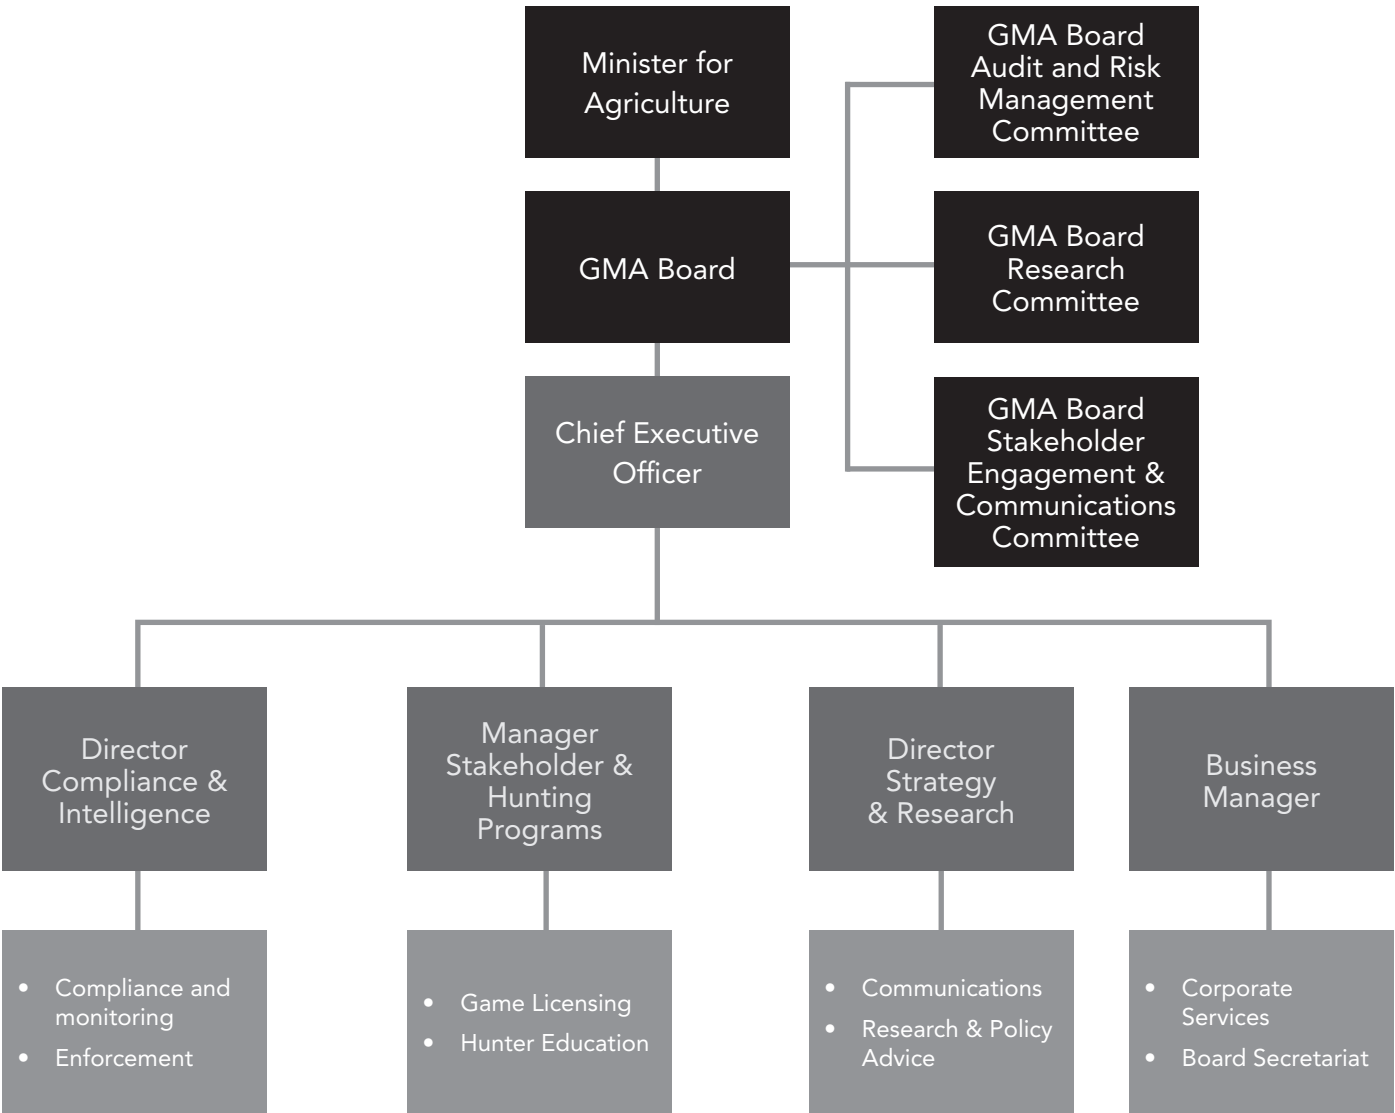 Minister for
Agriculture
GMA Board
Audit and Risk
Management
Committee
GMA Board
GMA Board
Research
Committee
Chief Executive
Officer
GMA Board
Stakeholder
Engagement &
Communications
Committee
Director
Compliance &
Intelligence
Manager
Stakeholder &
Hunting
Programs
Director
Strategy
& Research
Business
Manager
• Compliance and
monitoring
• Enforcement
• Game Licensing
• Hunter Education
• Communications
• Research & Policy
Advice
• Corporate
Services
• Board Secretariat